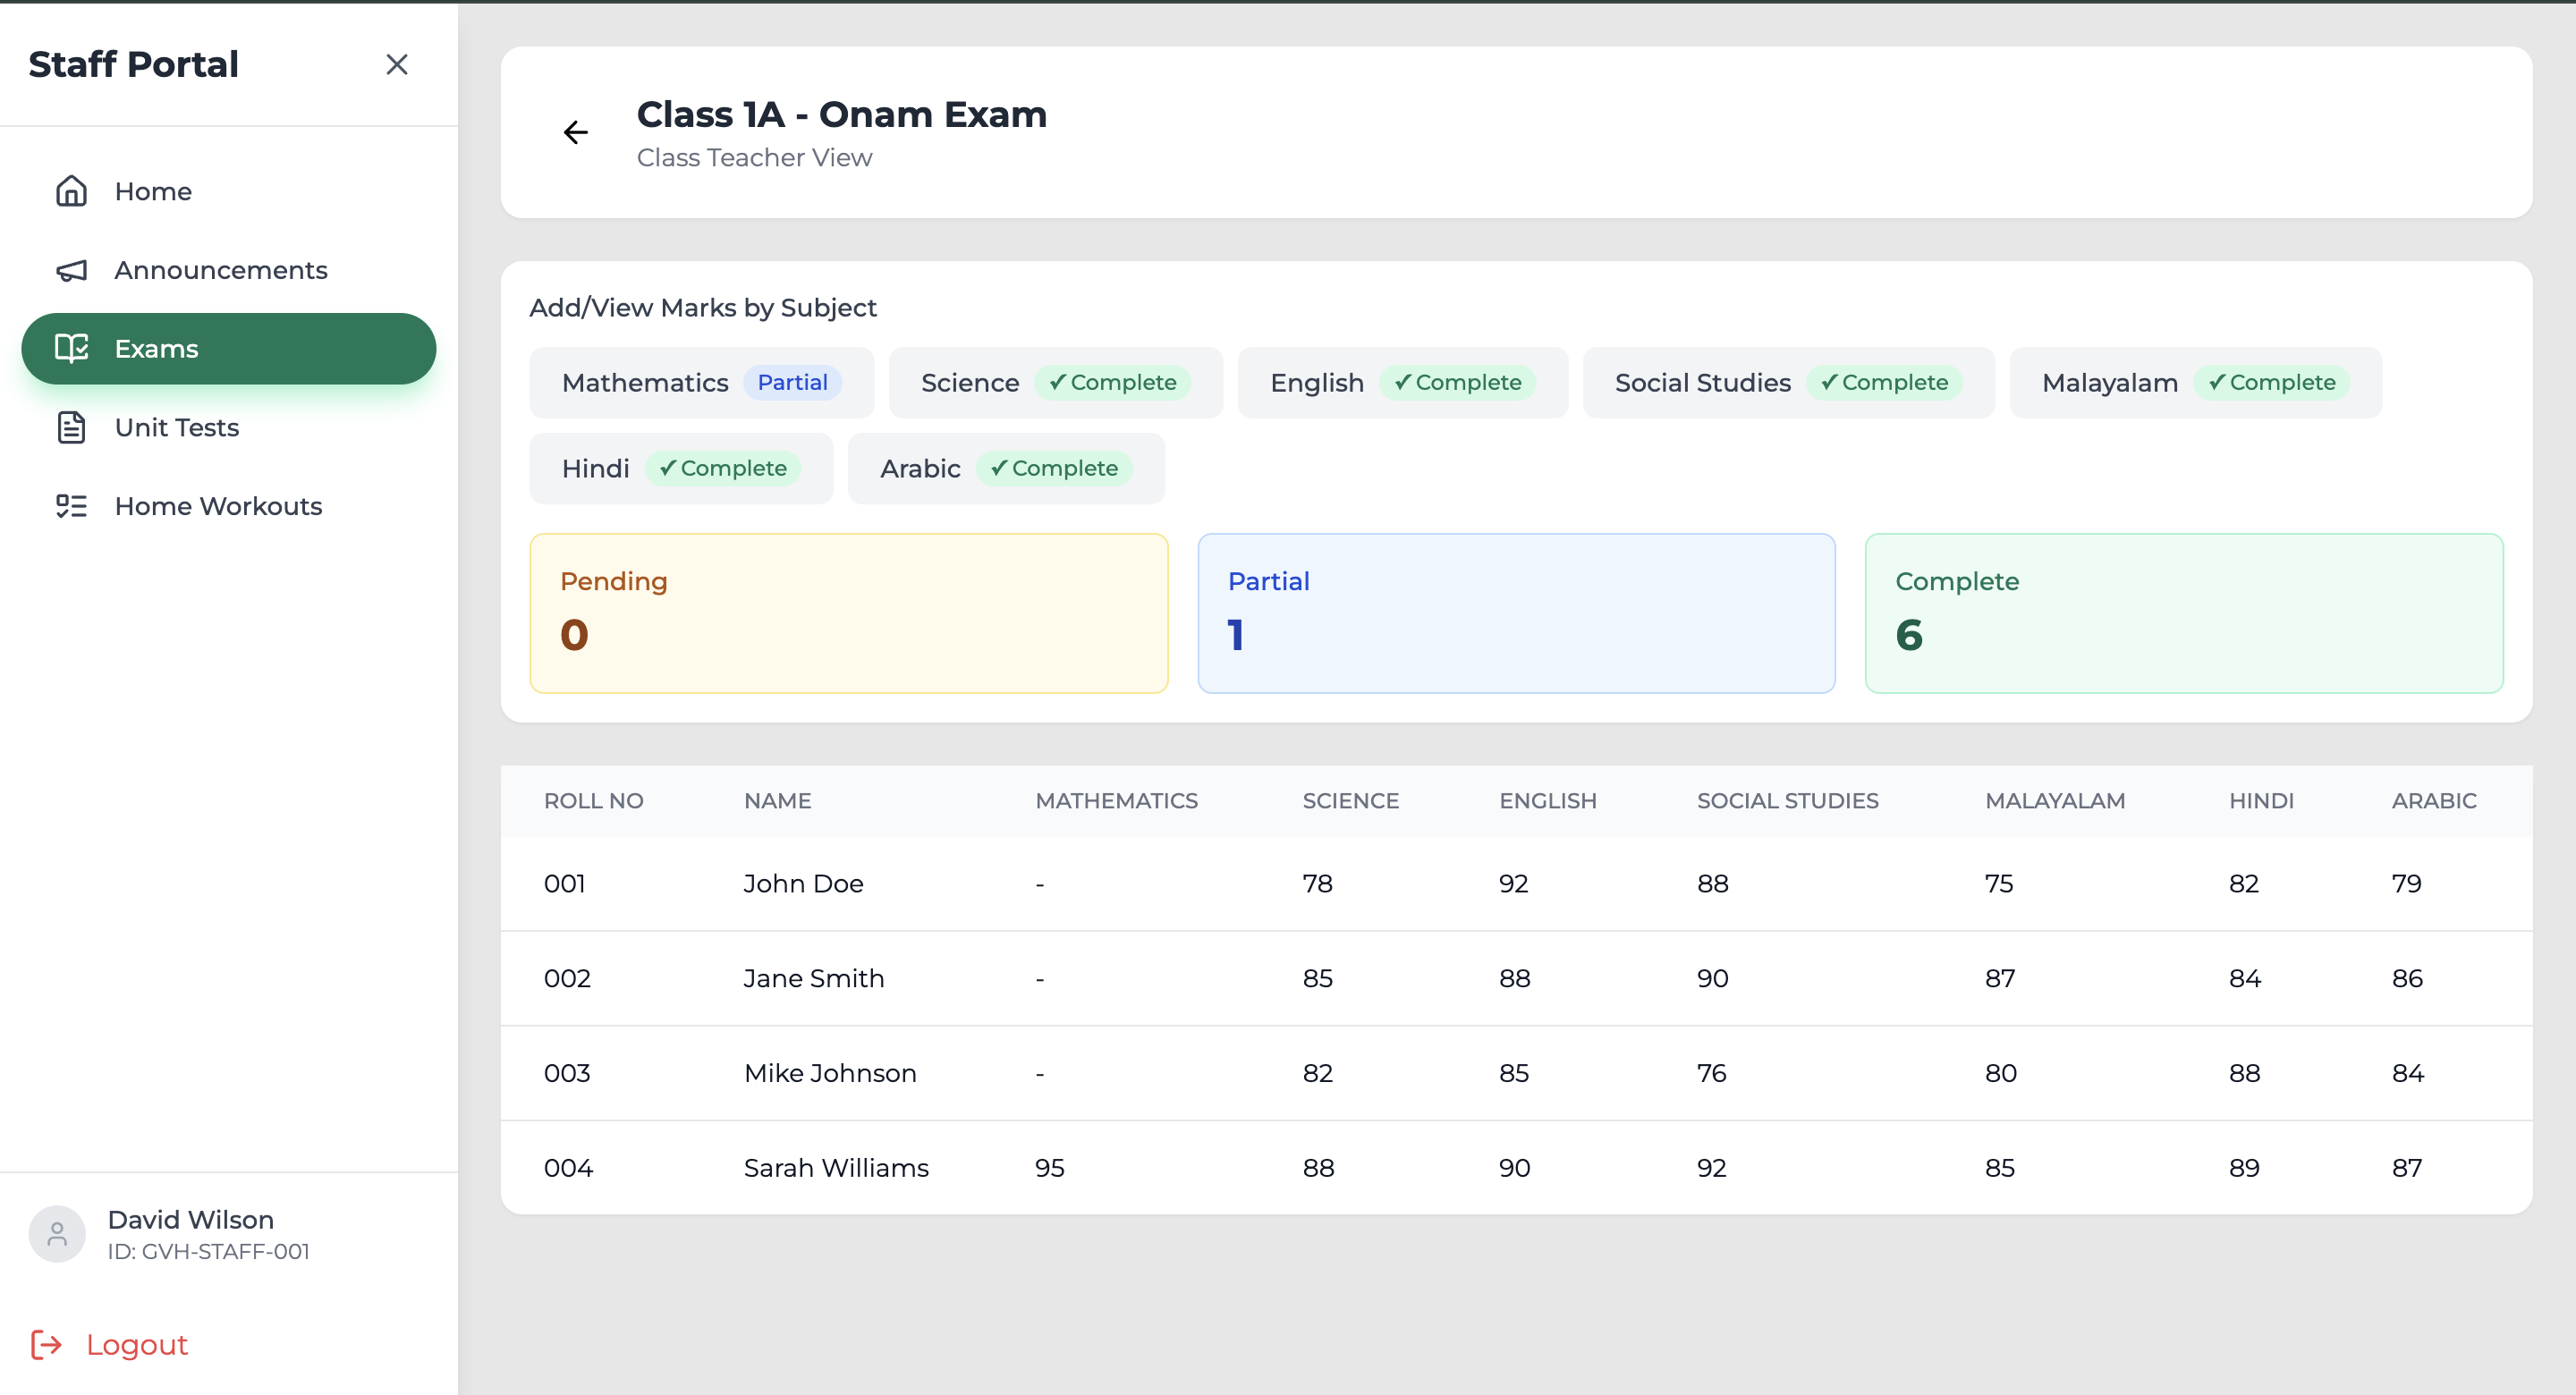 Staff Portal
Home
Announcements
Exams
Unit Tests
Home Workouts
David Wilson
ID: GVH-STAFF-001
Logout
Class 1A - Onam Exam
Class Teacher View
Add/View Marks by Subject
Mathematics Partial Science ✓Complete English ✓Complete Social Studies ✓Complete Malayalam ✓Complete
Hindi ✓Complete Arabic ✓Complete
Pending Partial Complete
0 1 6
ROLL NO NAME MATHEMATICS SCIENCE ENGLISH SOCIAL STUDIES MALAYALAM HINDI ARABIC
001 John Doe - 78 92 88 75 82 79
002 Jane Smith - 85 88 90 87 84 86
003 Mike Johnson - 82 85 76 80 88 84
004 Sarah Williams 95 88 90 92 85 89 87